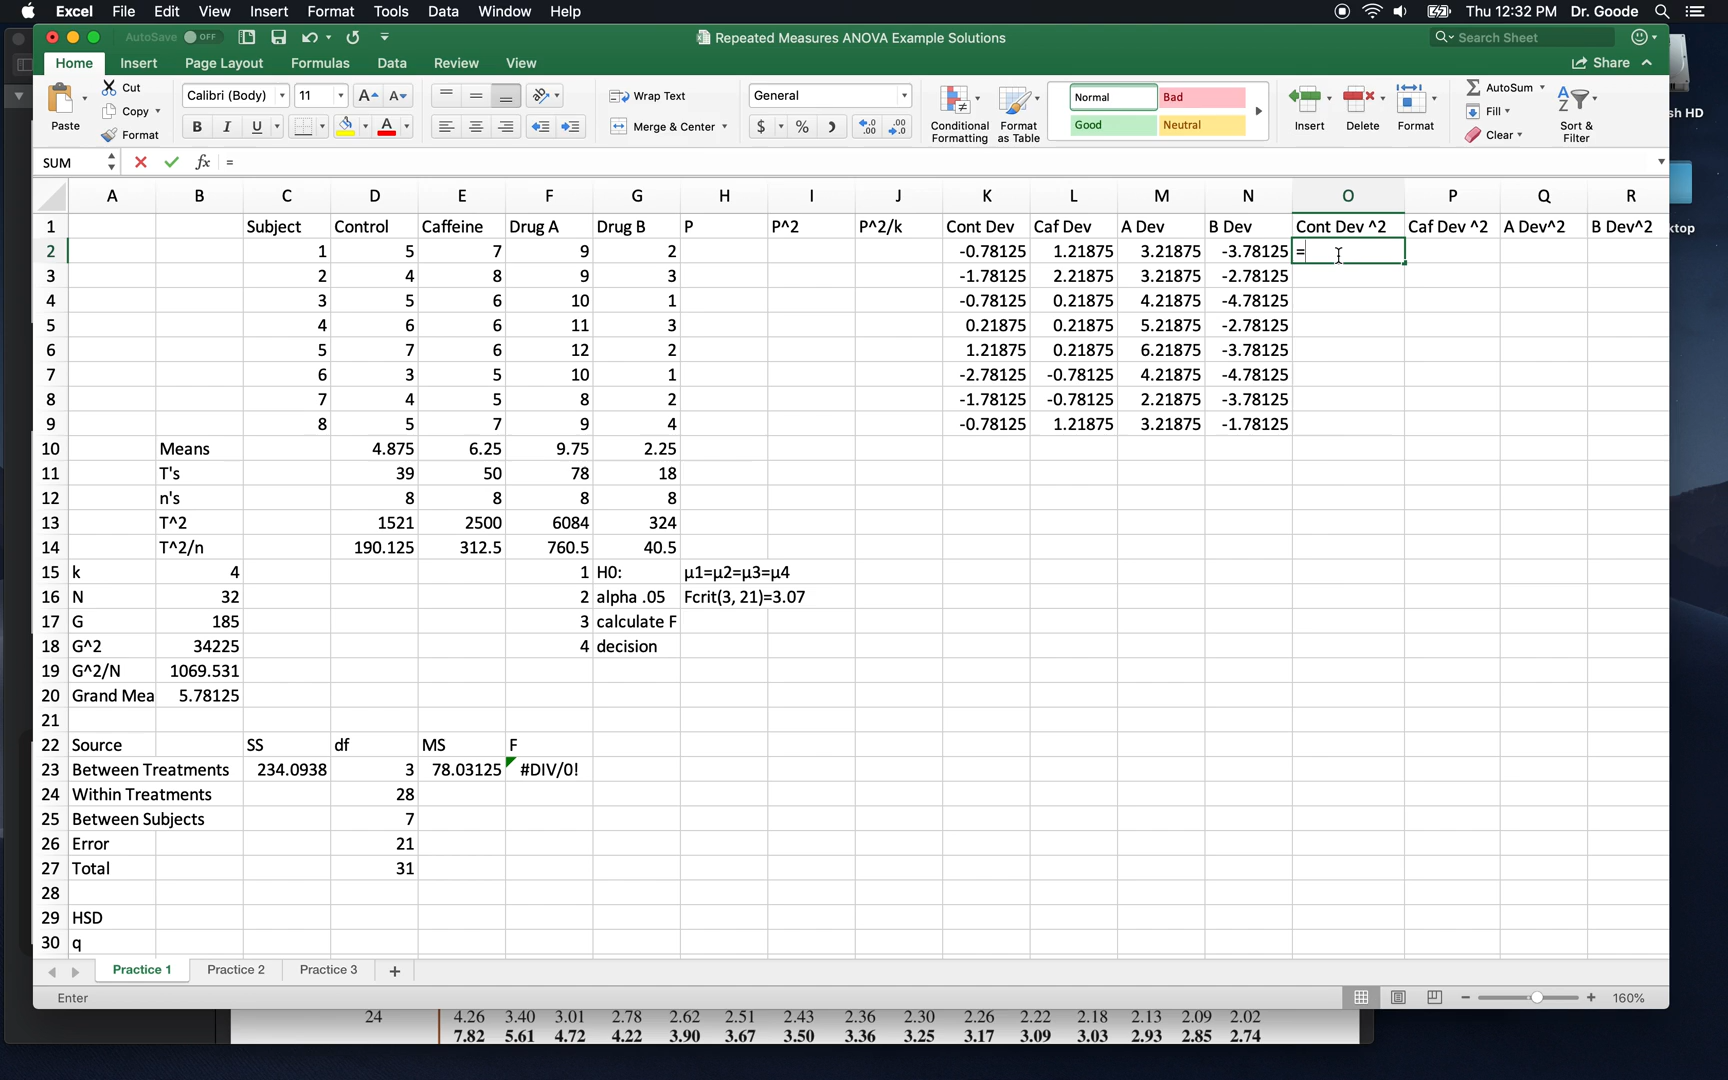 Excel File Edit View Insert Format Tools Data Window Help Thu 12:32 PM Dr. Goode
AutoSave OFF Repeated Measures ANOVA Example Solutions Search Sheet
Home Insert Page Layout Formulas Data Review View Share
Paste Cut Copy Format
Calibri (Body) 11 B I U A A
Wrap Text Merge & Center
General $ % )
Conditional Formatting Format as Table
Normal Bad Good Neutral
Insert Delete Format
AutoSum Fill Clear Sort & Filter
sh HD
SUM fx =
A B C D E F G H I J K L M N O P Q R
1 Subject Control Caffeine Drug A Drug B P P^2 P^2/k Cont Dev Caf Dev A Dev B Dev Cont Dev ^2 Caf Dev ^2 A Dev^2 B Dev^2
ktop
2 1 5 7 9 2 -0.78125 1.21875 3.21875 -3.78125 =
3 2 4 8 9 3 -1.78125 2.21875 3.21875 -2.78125
4 3 5 6 10 1 -0.78125 0.21875 4.21875 -4.78125
5 4 6 6 11 3 0.21875 0.21875 5.21875 -2.78125
6 5 7 6 12 2 1.21875 0.21875 6.21875 -3.78125
7 6 3 5 10 1 -2.78125 -0.78125 4.21875 -4.78125
8 7 4 5 8 2 -1.78125 -0.78125 2.21875 -3.78125
9 8 5 7 9 4 -0.78125 1.21875 3.21875 -1.78125
10 Means 4.875 6.25 9.75 2.25
11 T's 39 50 78 18
12 n's 8 8 8 8
13 T^2 1521 2500 6084 324
14 T^2/n 190.125 312.5 760.5 40.5
15 k 4 1 H0: μ1=μ2=μ3=μ4
16 N 32 2 alpha .05 Fcrit(3, 21)=3.07
17 G 185 3 calculate F
18 G^2 34225 4 decision
19 G^2/N 1069.531
20 Grand Mea 5.78125
21
22 Source SS df MS F
23 Between Treatments 234.0938 3 78.03125 #DIV/0!
24 Within Treatments 28
25 Between Subjects 7
26 Error 21
27 Total 31
28
29 HSD
30 q
Practice 1 Practice 2 Practice 3 +
Enter 160%
24 4.26 3.40 3.01 2.78 2.62 2.51 2.43 2.36 2.30 2.26 2.22 2.18 2.13 2.09 2.02
7.82 5.61 4.72 4.22 3.90 3.67 3.50 3.36 3.25 3.17 3.09 3.03 2.93 2.85 2.74